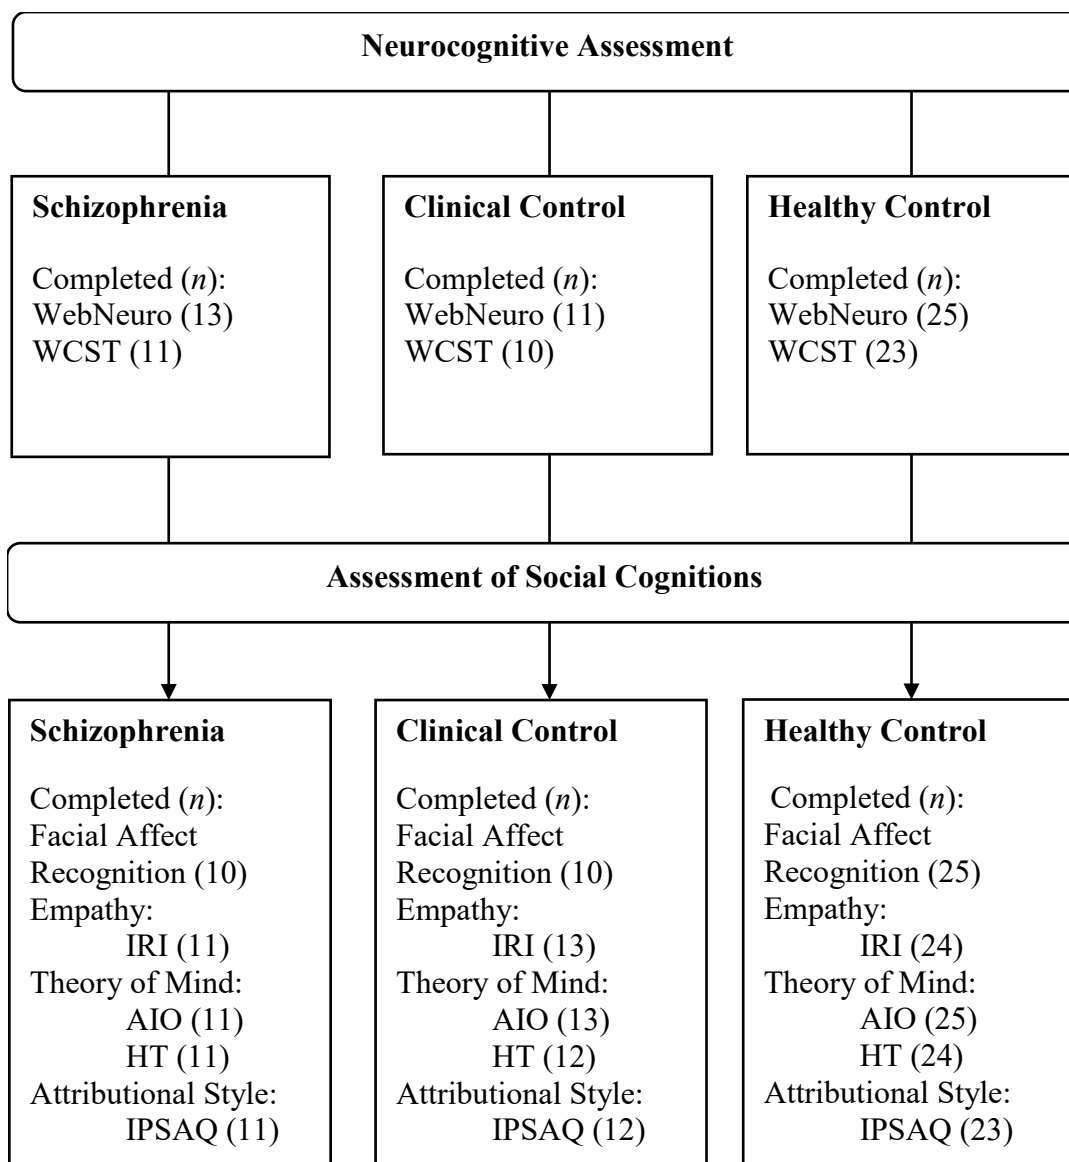 Neurocognitive Assessment
Schizophrenia
Completed (n):
WebNeuro (13)
WCST (11)
Clinical Control
Completed (n):
WebNeuro (11)
WCST (10)
Healthy Control
Completed (n):
WebNeuro (25)
WCST (23)
Assessment of Social Cognitions
Schizophrenia
Completed (n):
Facial Affect
Recognition (10)
Empathy:
IRI (11)
Theory of Mind:
AIO (11)
HT (11)
Attributional Style:
IPSAQ (11)
Clinical Control
Completed (n):
Facial Affect
Recognition (10)
Empathy:
IRI (13)
Theory of Mind:
AIO (13)
HT (12)
Attributional Style:
IPSAQ (12)
Healthy Control
Completed (n):
Facial Affect
Recognition (25)
Empathy:
IRI (24)
Theory of Mind:
AIO (25)
HT (24)
Attributional Style:
IPSAQ (23)